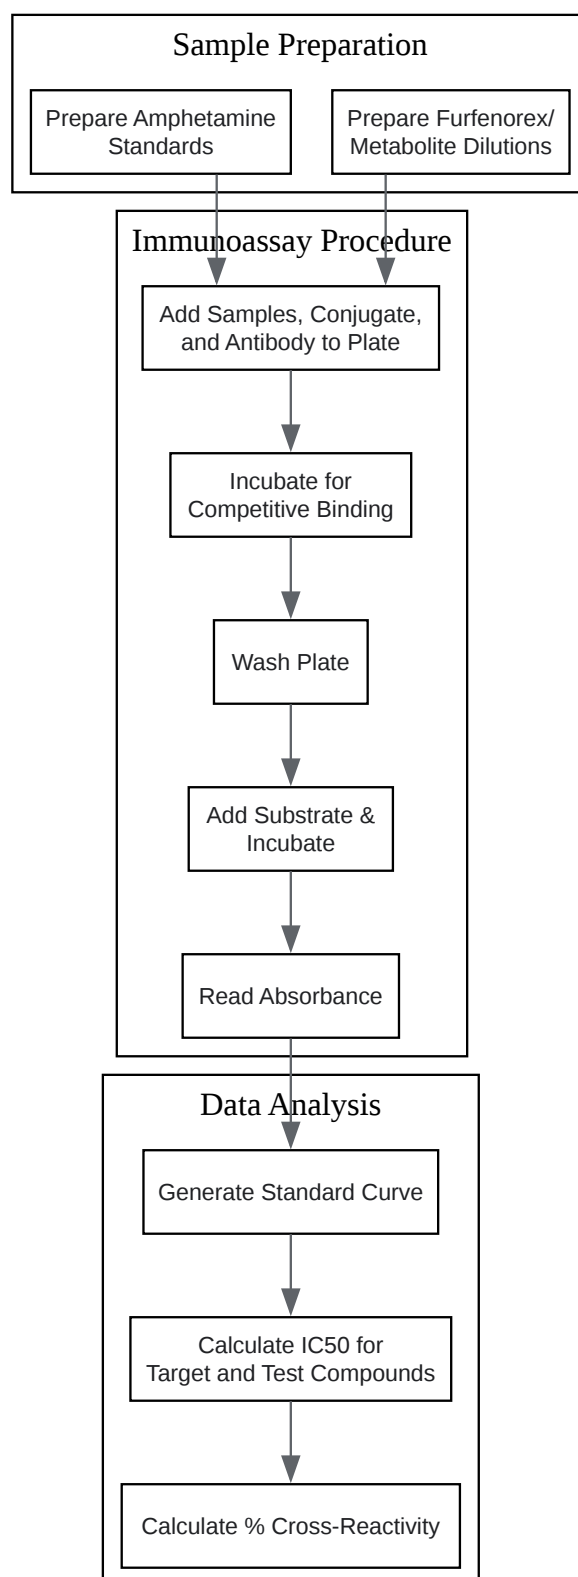 Sample Preparation
Prepare Amphetamine
Standards
Prepare Furfenorex/
Metabolite Dilutions
Immunoassay Procedure
Add Samples, Conjugate,
and Antibody to Plate
Incubate for
Competitive Binding
Wash Plate
Add Substrate &
Incubate
Read Absorbance
Data Analysis
Generate Standard Curve
Calculate IC50 for
Target and Test Compounds
Calculate % Cross-Reactivity